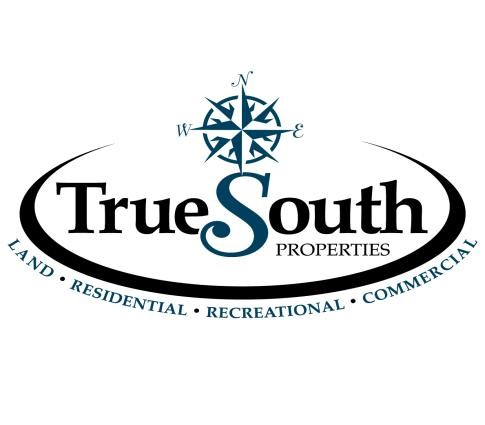 N
W E
TrueSouth
PROPERTIES
LAND • RESIDENTIAL • RECREATIONAL • COMMERCIAL